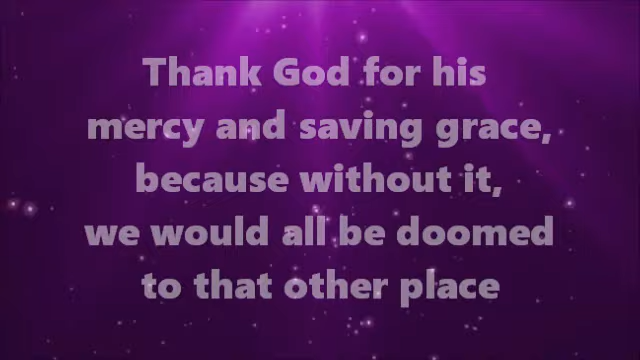 Thank God for his
mercy and saving grace,
because without it,
we would all be doomed
to that other place